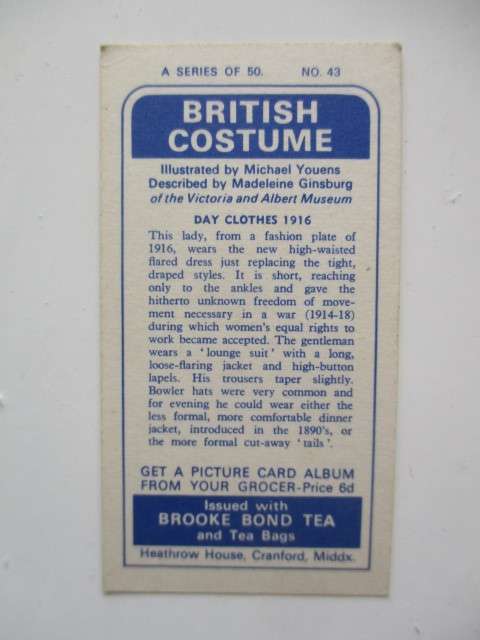 A SERIES OF 50. NO. 43
BRITISH
COSTUME
Illustrated by Michael Youens
Described by Madeleine Ginsburg
of the Victoria and Albert Museum
DAY CLOTHES 1916
This lady, from a fashion plate of
1916, wears the new high-waisted
flared dress just replacing the tight,
draped styles. It is short, reaching
only to the ankles and gave the
hitherto unknown freedom of move-
ment necessary in a war (1914-18)
during which women's equal rights to
work became accepted. The gentleman
wears a 'lounge suit' with a long,
loose-flaring jacket and high-button
lapels. His trousers taper slightly.
Bowler hats were very common and
for evening he could wear either the
less formal, more comfortable dinner
jacket, introduced in the 1890's, or
the more formal cut-away 'tails'.
GET A PICTURE CARD ALBUM
FROM YOUR GROCER-Price 6d
Issued with
BROOKE BOND TEA
and Tea Bags
Heathrow House, Cranford, Middx.